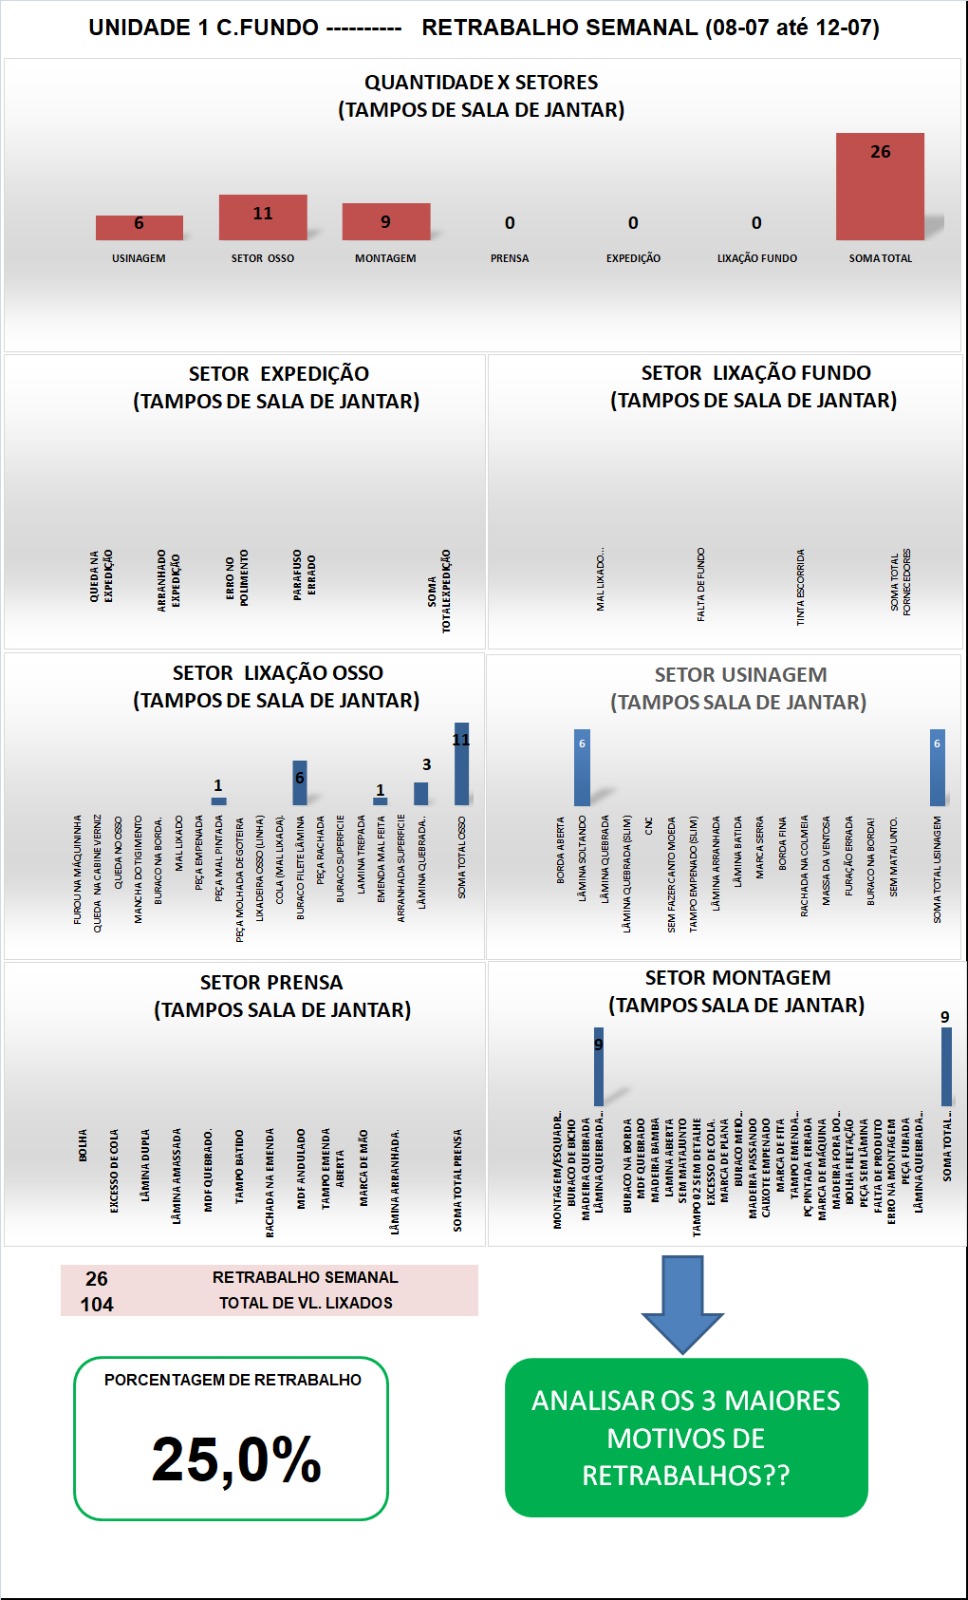 UNIDADE 1 C.FUNDO ---------- RETRABALHO SEMANAL (08-07 até 12-07)
QUANTIDADE X SETORES
(TAMPOS DE SALA DE JANTAR)
6
11
9
0
0
0
26
USINAGEM
SETOR OSSO
MONTAGEM
PRENSA
EXPEDIÇÃO
LIXAÇÃO FUNDO
SOMA TOTAL
SETOR EXPEDIÇÃO
(TAMPOS DE SALA DE JANTAR)
QUEDA NA
EXPEDIÇÃO
ARRANHADO
EXPEDIÇÃO
ERRO NO
POLIMENTO
PARAFUSO
ERRADO
SOMA
TOTALEXPEDIÇÃO
SETOR LIXAÇÃO FUNDO
(TAMPOS DE SALA DE JANTAR)
MAL LIXADO...
FALTA DE FUNDO
TINTA ESCORRIDA
SOMA TOTAL
FORNECEDORES
SETOR LIXAÇÃO OSSO
(TAMPOS DE SALA DE JANTAR)
1
6
1
3
11
FUROU NA MÁQUININHA
QUEDA NA CABINE VERNIZ
QUEDA NO OSSO
MANCHA DO TIGIMENTO
BURACO NA BORDA.
MAL LIXADO
PEÇA EMPENADA
PEÇA MAL PINTADA
PEÇA MOLHADA DE GOTEIRA
LIXADEIRA OSSO (LINHA)
COLA (MAL LIXADA).
BURACO FILETE LÂMINA
PEÇA RACHADA
BURACO SUPERFICIE
LAMINA TREPADA
EMENDA MAL FEITA
ARRANHADA SUPERFICIE
LÂMINA QUEBRADA.
SOMA TOTAL OSSO
SETOR USINAGEM
(TAMPOS SALA DE JANTAR)
6
6
BORDA ABERTA
LÂMINA SOLTANDO
LÂMINA QUEBRADA
LÂMINA QUEBRADA (SLIM)
CNC
SEM FAZER CANTO MOEDA
TAMPO EMPENADO (SLIM)
LÂMINA ARRANHADA
LÂMINA BATIDA
MARCA SERRA
BORDA FINA
RACHADA NA COLMEIA
MASSA DA VENTOSA
FURAÇÃO ERRADA
BURACO NA BORDA!
SEM MATAJUNTO.
SOMA TOTAL USINAGEM
SETOR PRENSA
(TAMPOS SALA DE JANTAR)
BOLHA
EXCESSO DE COLA
LÂMINA DUPLA
LÂMINA AMASSADA
MDF QUEBRADO.
TAMPO BATIDO
RACHADA NA EMENDA
MDF ANDULADO
TAMPO EMENDA
ABERTA
MARCA DE MÃO
LÂMINA ARRANHADA.
SOMA TOTAL PRENSA
SETOR MONTAGEM
(TAMPOS SALA DE JANTAR)
9
9
MONTAGEM/ESQUADR...
BURACO DE BICHO
MADEIRA QUEBRADA
LÂMINA QUEBRADA...
BURACO NA BORDA
MDF QUEBRADO
MADEIRA BAMBA
LAMINA ABERTA
SEM MATAJUNTO
TAMPO 02 SEM DETALHE
EXCESSO DE COLA.
MARCA DE PLANA
BURACO MEIO...
MADEIRA PASSANDO
CAIXOTE EMPENADO
MARCA DE FITA
TAMPO EMENDA...
PÇ PINTADA ERRADA
MARCA DE MÁQUINA
MADEIRA FORA DO...
BOLHA FILETAÇÃO
PEÇA SEM LÂMINA
FALTA DE PRODUTO
ERRO NA MONTAGEM
PEÇA FURADA
LÂMINA QUEBRADA...
SOMA TOTAL...
26 RETRABALHO SEMANAL
104 TOTAL DE VL. LIXADOS
PORCENTAGEM DE RETRABALHO
25,0%
ANALISAR OS 3 MAIORES
MOTIVOS DE
RETRABALHOS??